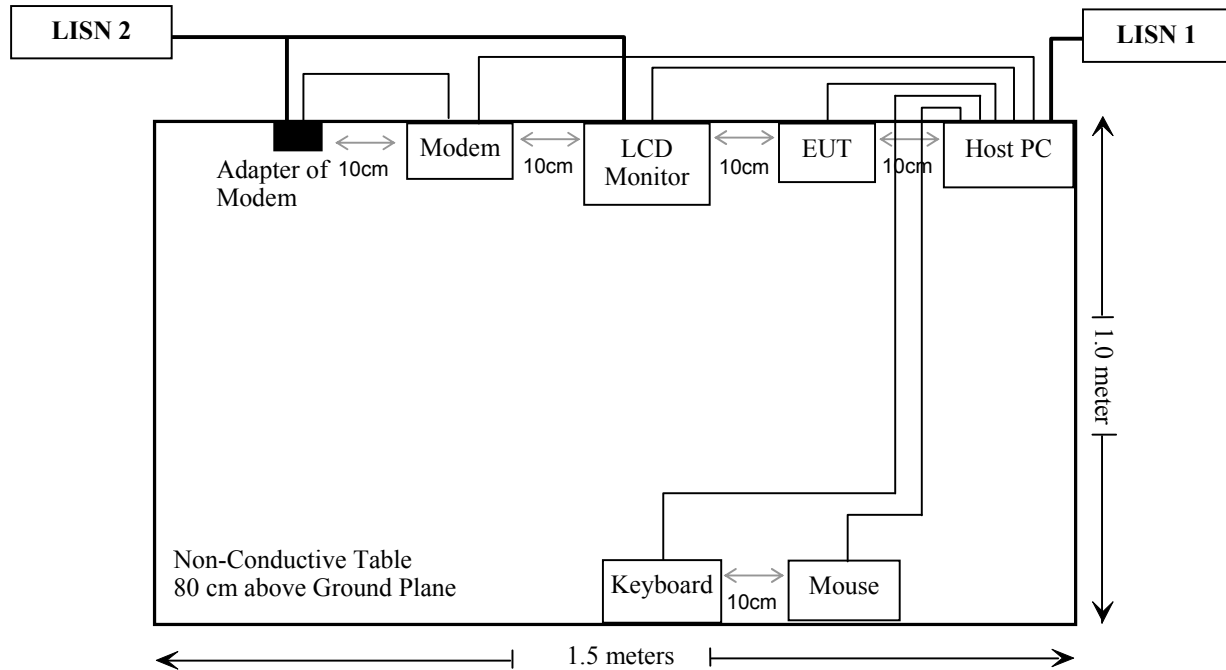 LISN 2
LISN 1
Modem
LCD
Monitor
EUT
Host PC
Adapter of
Modem
10cm
10cm
10cm
10cm
1.0 meter
Non-Conductive Table
80 cm above Ground Plane
Keyboard
10cm
Mouse
1.5 meters